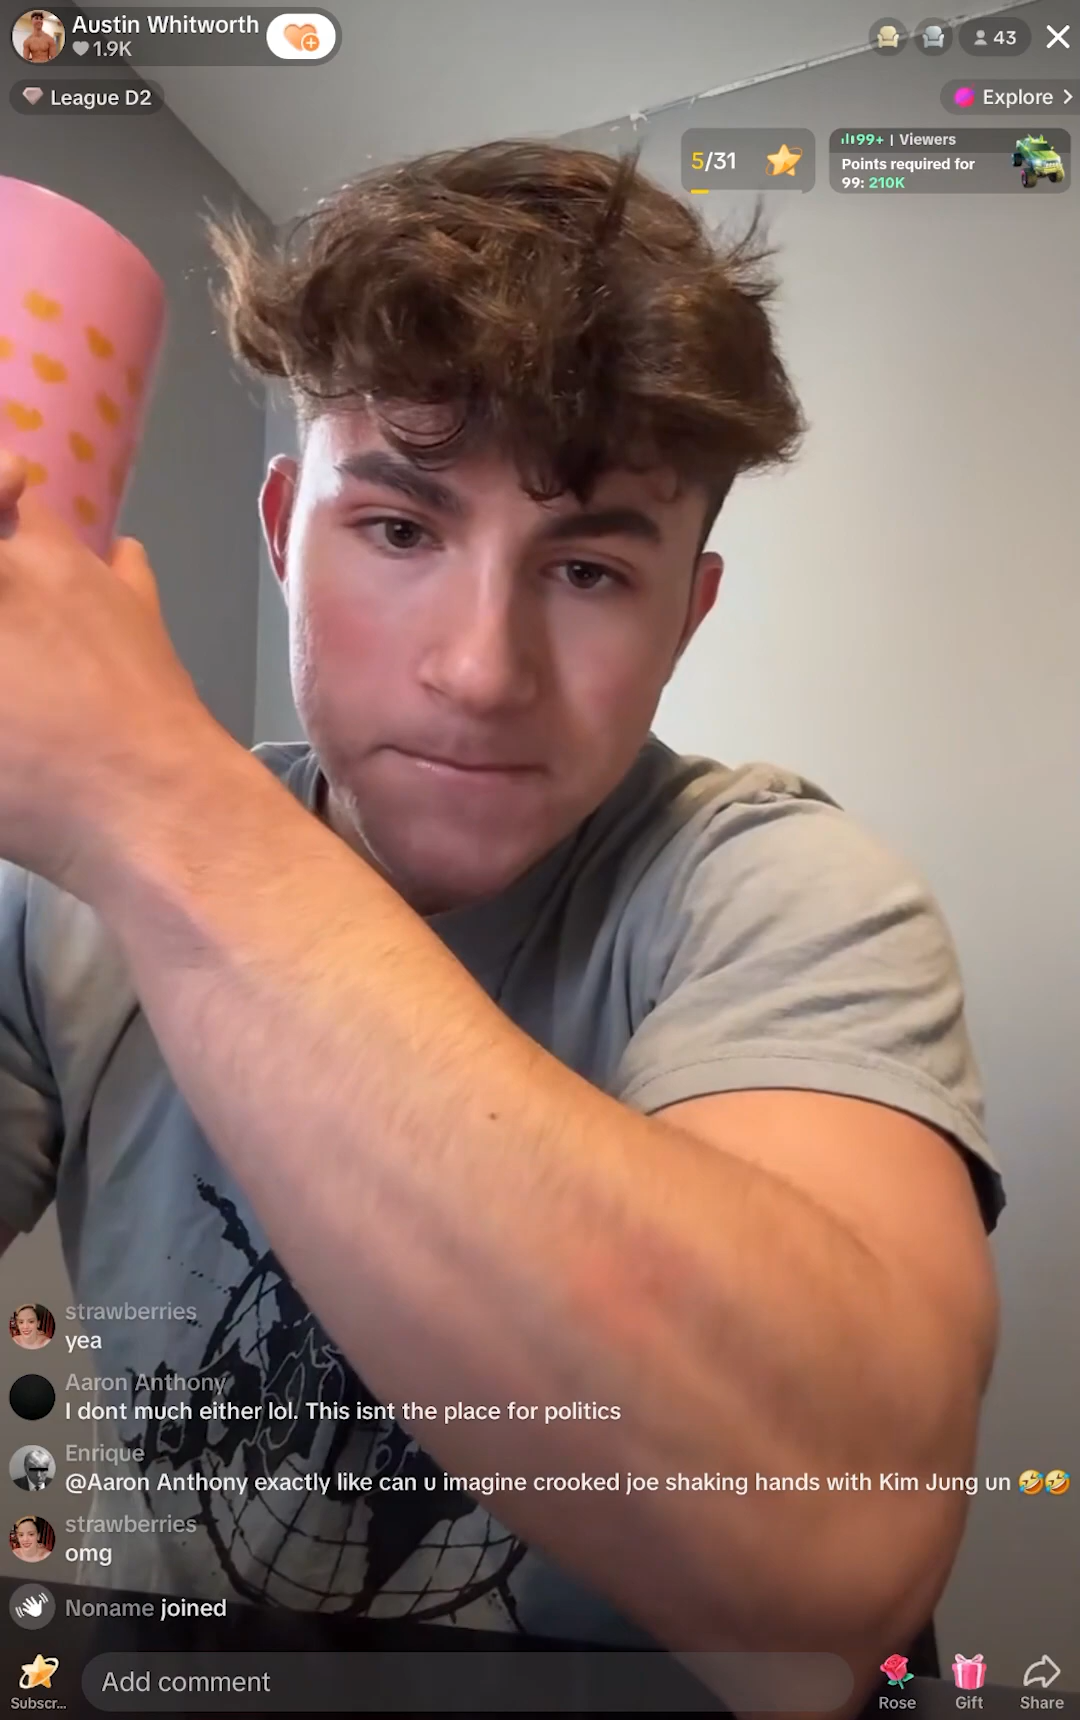 Austin Whitworth
1.9K
43
League D2
Explore
5/31
99+ | Viewers
Points required for
99: 210K
strawberries
yea
Aaron Anthony
I dont much either lol. This isnt the place for politics
Enrique
@Aaron Anthony exactly like can u imagine crooked joe shaking hands with Kim Jung un 🤣🤣
strawberries
omg
Noname joined
Add comment
Subscr...
Rose
Gift
Share